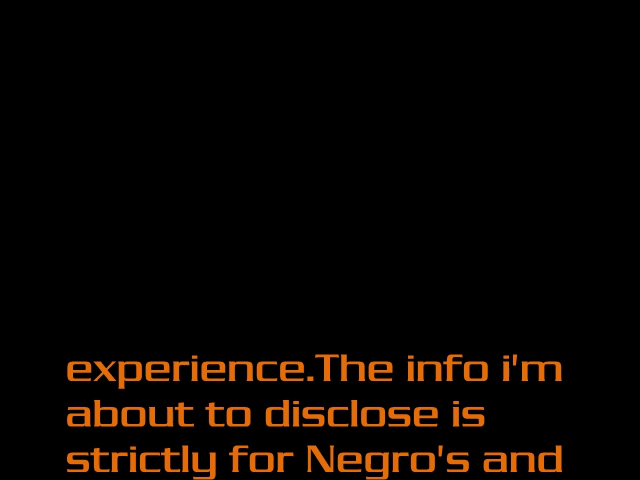 experience.The info i'm
about to disclose is
strictly for Negro's and